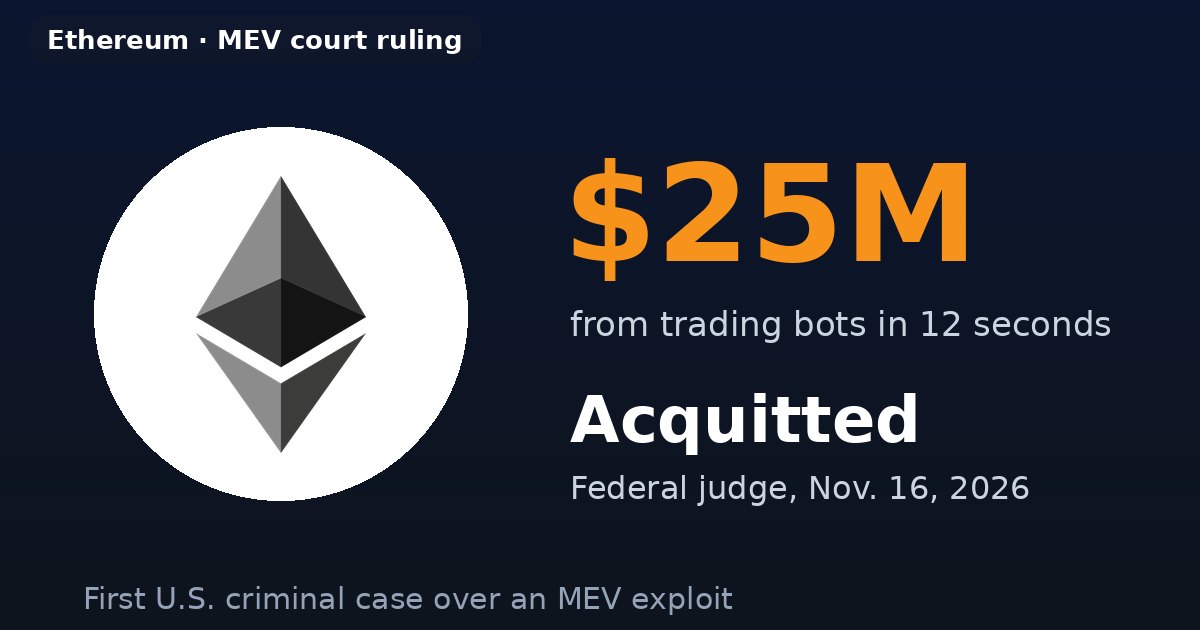 Ethereum · MEV court ruling
$25M
from trading bots in 12 seconds
Acquitted
Federal judge, Nov. 16, 2026
First U.S. criminal case over an MEV exploit